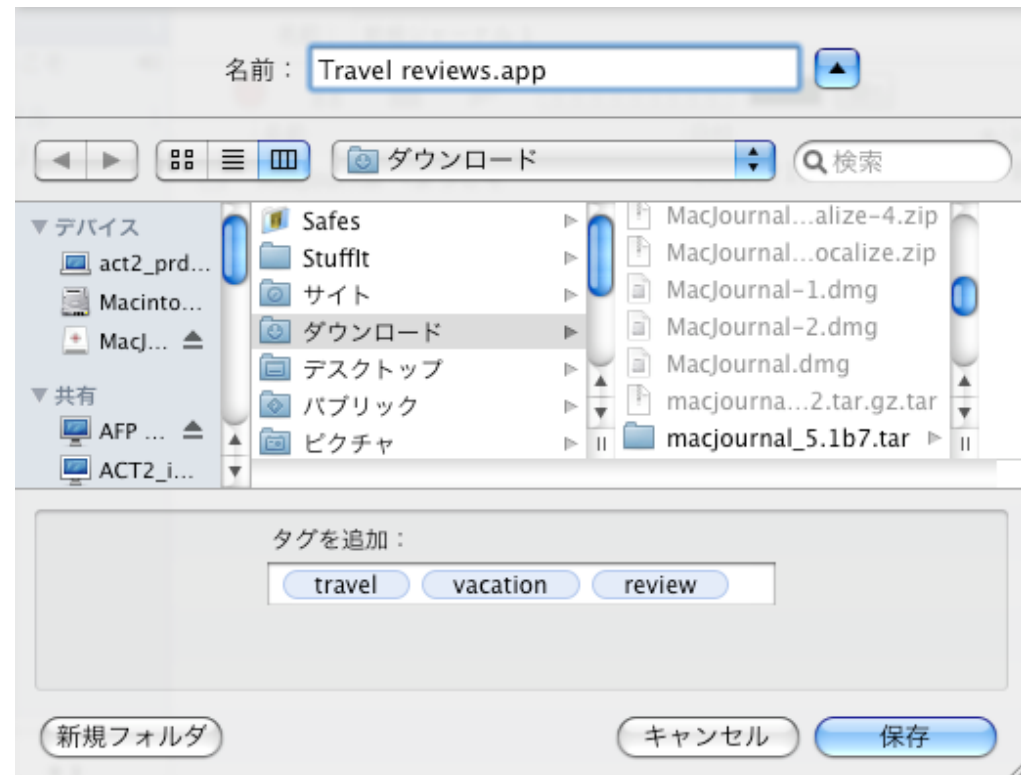 名前：
Travel reviews.app
ダウンロード
検索
デバイス
act2_prd...
Macinto...
MacJ...
共有
AFP ...
ACT2_i...
Safes
StuffIt
サイト
ダウンロード
デスクトップ
パブリック
ピクチャ
MacJournal...alize-4.zip
MacJournal...ocalize.zip
MacJournal-1.dmg
MacJournal-2.dmg
MacJournal.dmg
macjourna...2.tar.gz.tar
macjournal_5.1b7.tar
タグを追加：
travel vacation review
新規フォルダ
キャンセル
保存